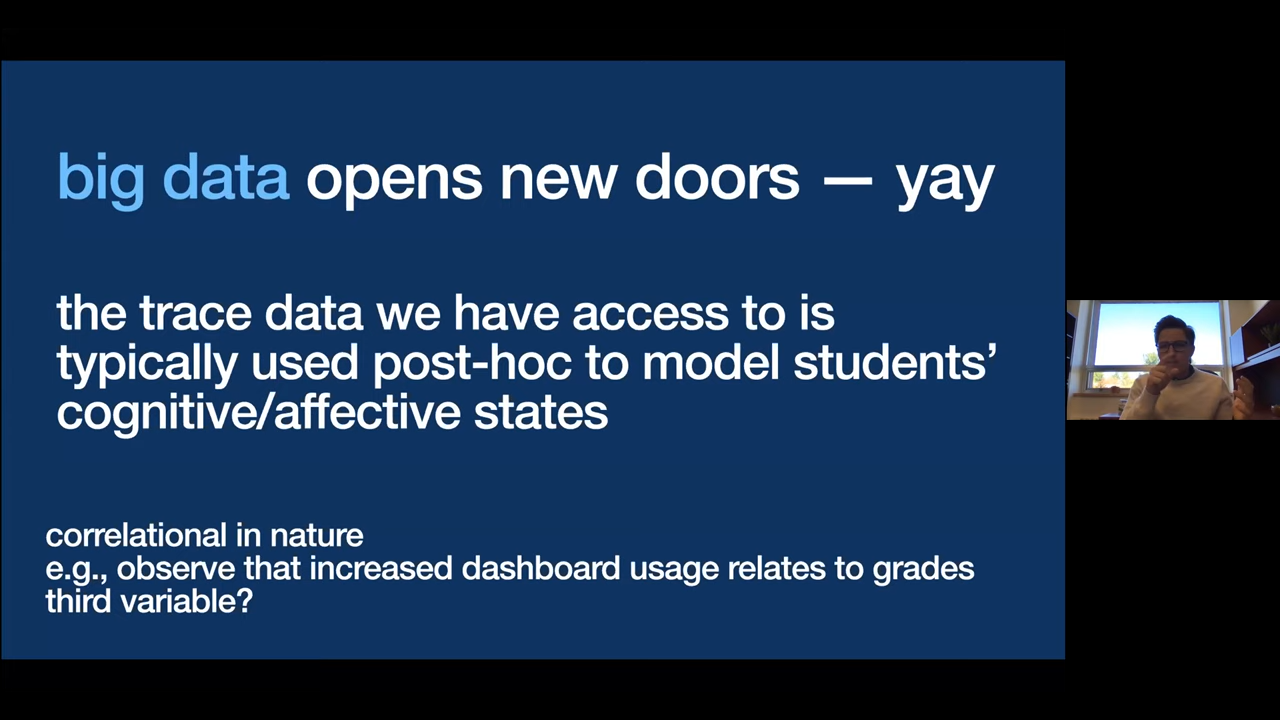 big data opens new doors — yay
the trace data we have access to is
typically used post-hoc to model students’
cognitive/affective states
correlational in nature
e.g., observe that increased dashboard usage relates to grades
third variable?